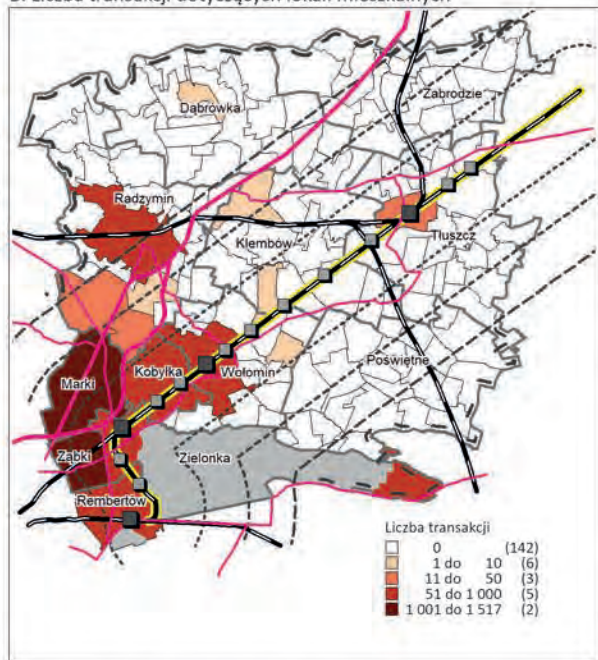 Dąbrówka
Zabrodzie
Radzymin
Klembów
Tłuszcz
Marki
Kobyłka
Wołomin
Poświętne
Ząbki
Zielonka
Rembertów
Liczba transakcji
0 (142)
1 do 10 (6)
11 do 50 (3)
51 do 1 000 (5)
1 001 do 1 517 (2)